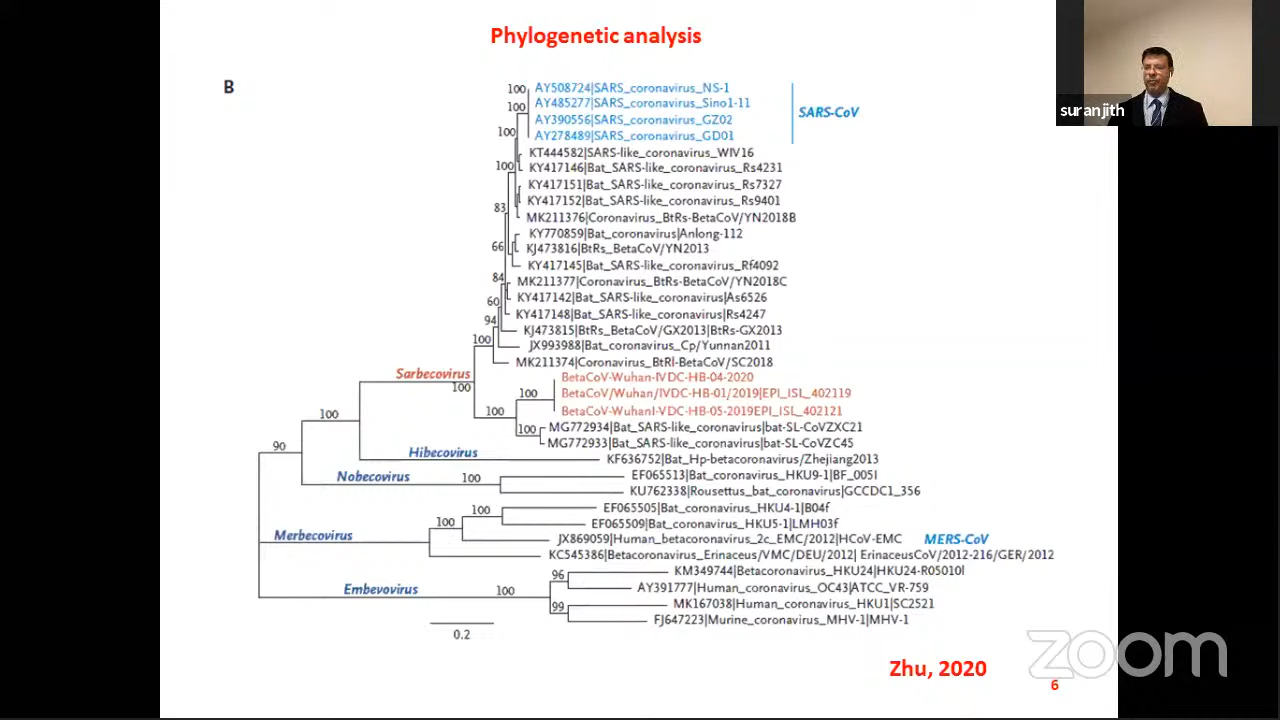 Phylogenetic analysis
suranjith
B
100 AY508724|SARS_coronavirus_NS-1
100 AY485277|SARS_coronavirus_Sino1-11
SARS-CoV
AY390556|SARS_coronavirus_GZ02
100 AY278489|SARS_coronavirus_GD01
KT444582|SARS-like_coronavirus_WIV16
100 KY417146|Bat_SARS-like_coronavirus_Rs4231
KY417151|Bat_SARS-like_coronavirus_Rs7327
KY417152|Bat_SARS-like_coronavirus_Rs9401
83 MK211376|Coronavirus_BtRs-BetaCoV/YN2018B
KY770859|Bat_coronavirus|Anlong-112
66 KJ473816|BtRs_BetaCoV/YN2013
KY417145|Bat_SARS-like_coronavirus_Rf4092
84 MK211377|Coronavirus_BtRs-BetaCoV/YN2018C
60 KY417142|Bat_SARS-like_coronavirus|As6526
94 KY417148|Bat_SARS-like_coronavirus|Rs4247
KJ473815|BtRs_BetaCoV/GX2013|BtRs-GX2013
100 JX993988|Bat_coronavirus_Cp/Yunnan2011
MK211374|Coronavirus_BtRl-BetaCoV/SC2018
Sarbecovirus
BetaCoV-Wuhan-IVDC-HB-04-2020
100
100 BetaCoV/Wuhan/IVDC-HB-01/2019|EPI_ISL_402119
100 100 BetaCoV-WuhanI-VDC-HB-05-2019EPI_ISL_402121
100 MG772934|Bat_SARS-like_coronavirus|bat-SL-CoVZXC21
90 MG772933|Bat_SARS-like_coronavirus|bat-SL-CoVZC45
Hibecovirus KF636752|Bat_Hp-betacoronavirus/Zhejiang2013
Nobecovirus 100 EF065513|Bat_coronavirus_HKU9-1|BF_005I
KU762338|Rousettus_bat_coronavirus|GCCDC1_356
100 EF065505|Bat_coronavirus_HKU4-1|B04f
100 EF065509|Bat_coronavirus_HKU5-1|LMH03f
Merbecovirus JX869059|Human_betacoronavirus_2c_EMC/2012|HCoV-EMC MERS-CoV
KC545386|Betacoronavirus_Erinaceus/VMC/DEU/2012| ErinaceusCoV/2012-216/GER/2012
96 KM349744|Betacoronavirus_HKU24|HKU24-R05010I
Embevovirus 100 AY391777|Human_coronavirus_OC43|ATCC_VR-759
99 MK167038|Human_coronavirus_HKU1|SC2521
FJ647223|Murine_coronavirus_MHV-1|MHV-1
0.2
zoom
Zhu, 2020
6